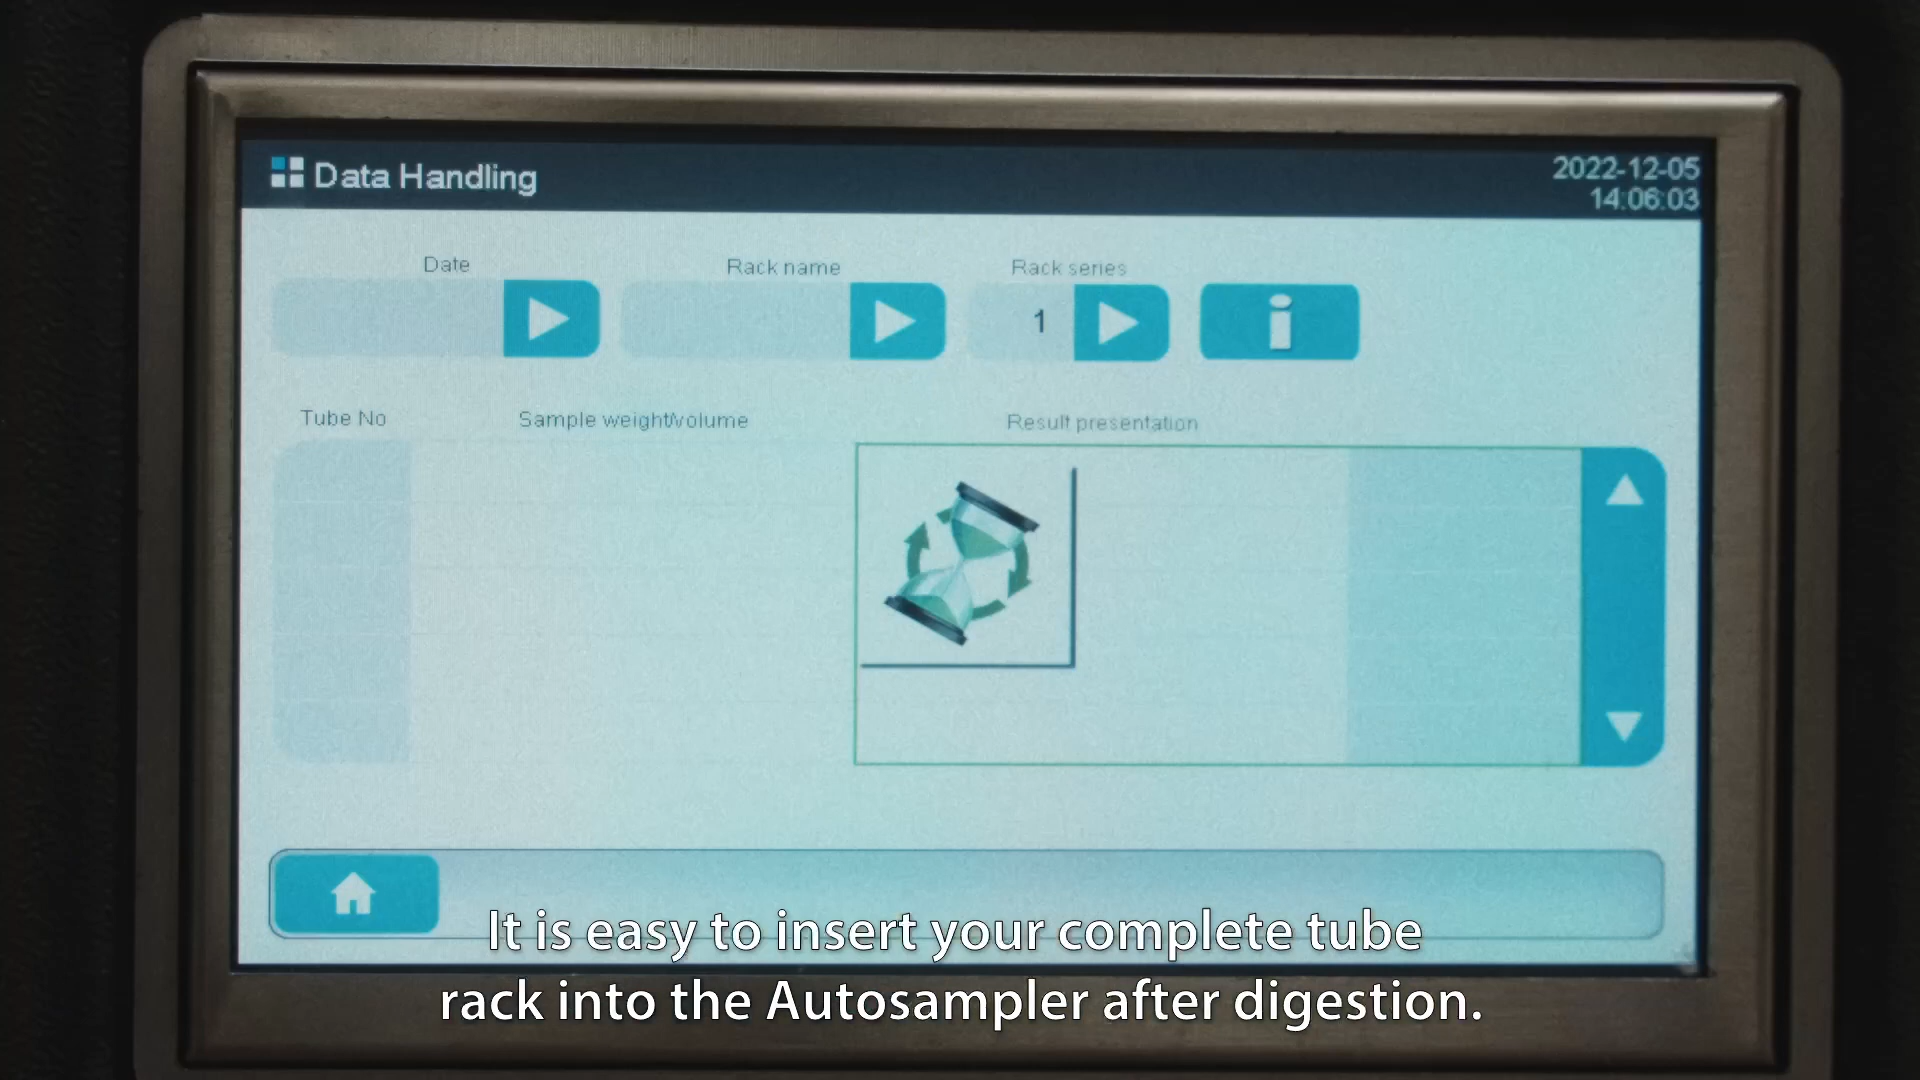 Data Handling
2022-12-05
14:06:03
Date
Rack name
Rack series
1
Tube No
Sample weight/volume
Result presentation
It is easy to insert your complete tube
rack into the Autosampler after digestion.